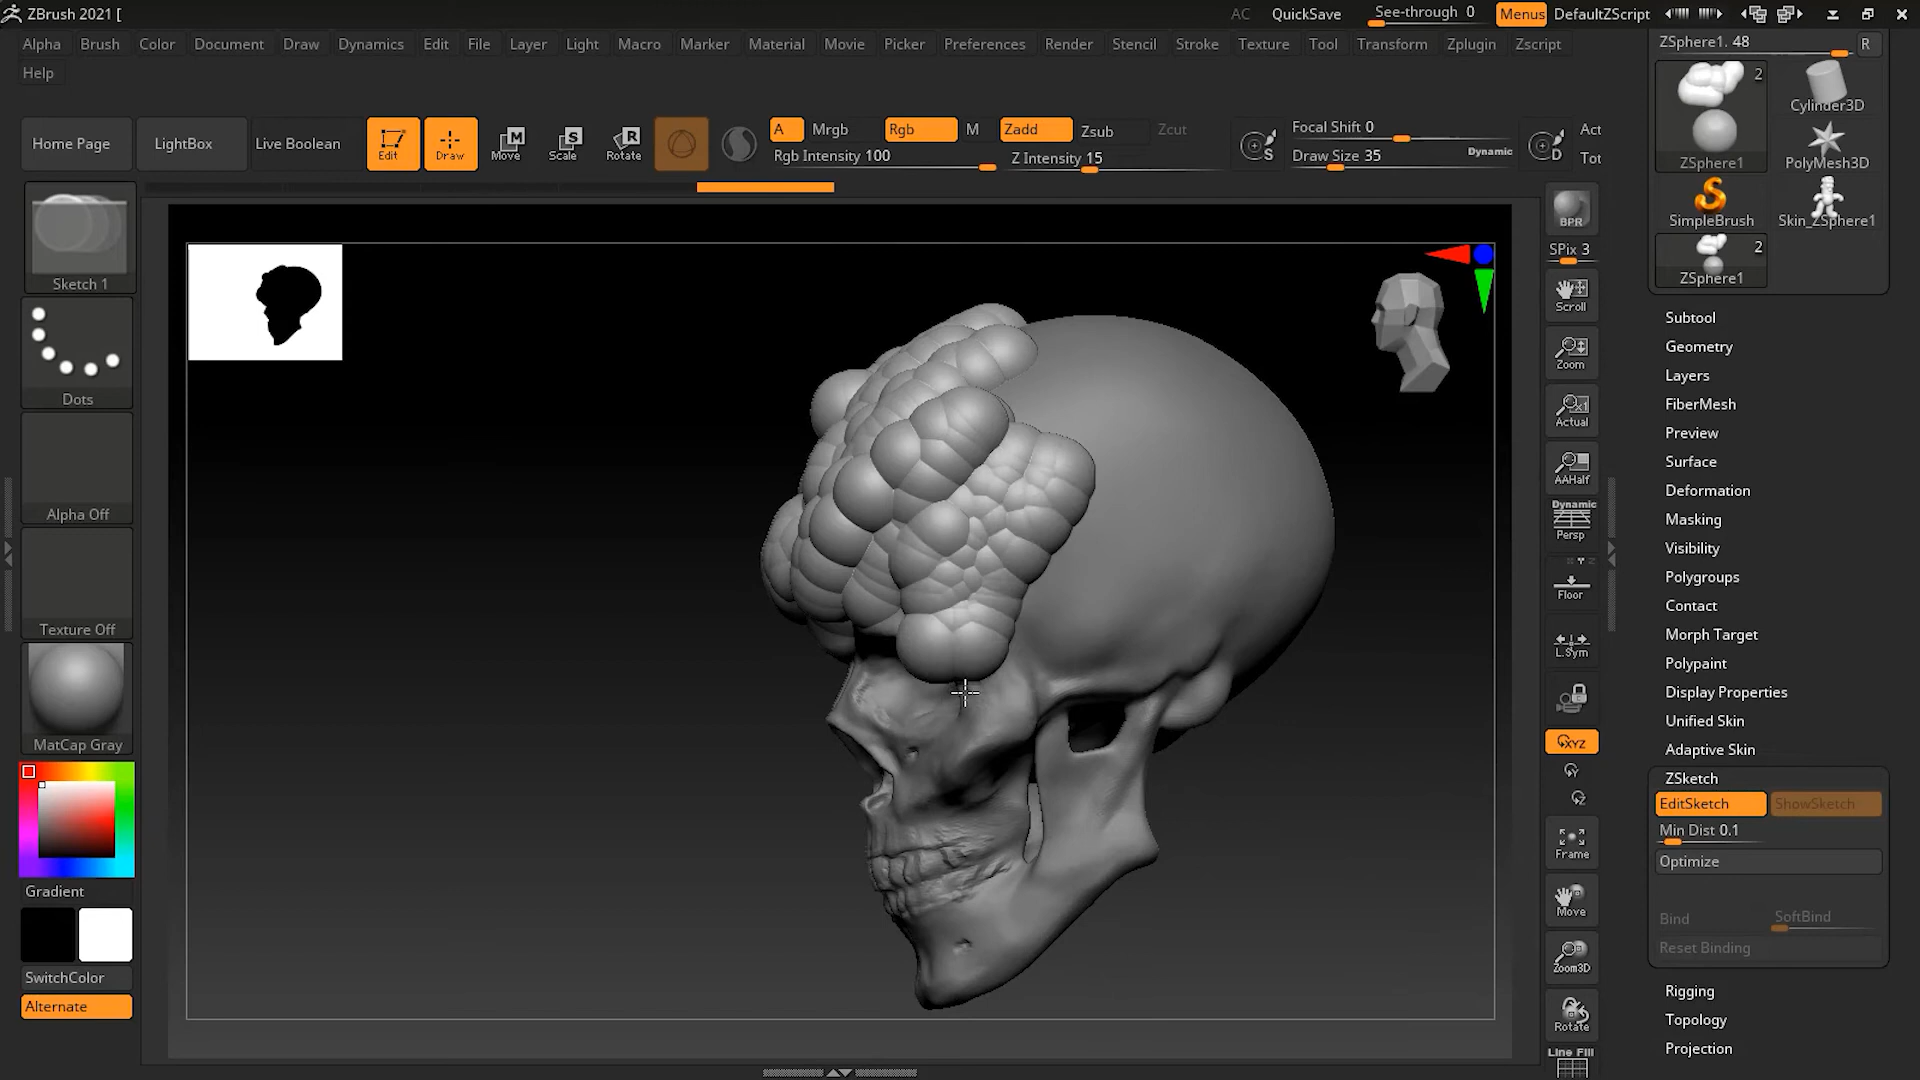 ZBrush 2021 [
AC QuickSave See-through 0 Menus DefaultZScript
Alpha Brush Color Document Draw Dynamics Edit File Layer Light Macro Marker Material Movie Picker Preferences Render Stencil Stroke Texture Tool Transform Zplugin Zscript
Help
Home Page LightBox Live Boolean Edit Draw Move Scale Rotate
M S R
A Mrgb Rgb M Zadd Zsub Zcut
Rgb Intensity 100 Z Intensity 15
S Focal Shift 0 D Act
Draw Size 35 Dynamic Tot
Sketch 1
Dots
Alpha Off
Texture Off
MatCap Gray
Gradient
SwitchColor
Alternate
BPR
SPix 3
Scroll
Zoom
Actual
AAHalf
Dynamic
Persp
Floor
L.Sym
XYZ
Y
Z
Frame
Move
Zoom3D
Rotate
Line Fill
ZSphere1. 48 R
2
Cylinder3D
ZSphere1 PolyMesh3D
SimpleBrush Skin_ZSphere1
2
ZSphere1
Subtool
Geometry
Layers
FiberMesh
Preview
Surface
Deformation
Masking
Visibility
Polygroups
Contact
Morph Target
Polypaint
Display Properties
Unified Skin
Adaptive Skin
ZSketch
EditSketch ShowSketch
Min Dist 0.1
Optimize
Bind SoftBind
Reset Binding
Rigging
Topology
Projection